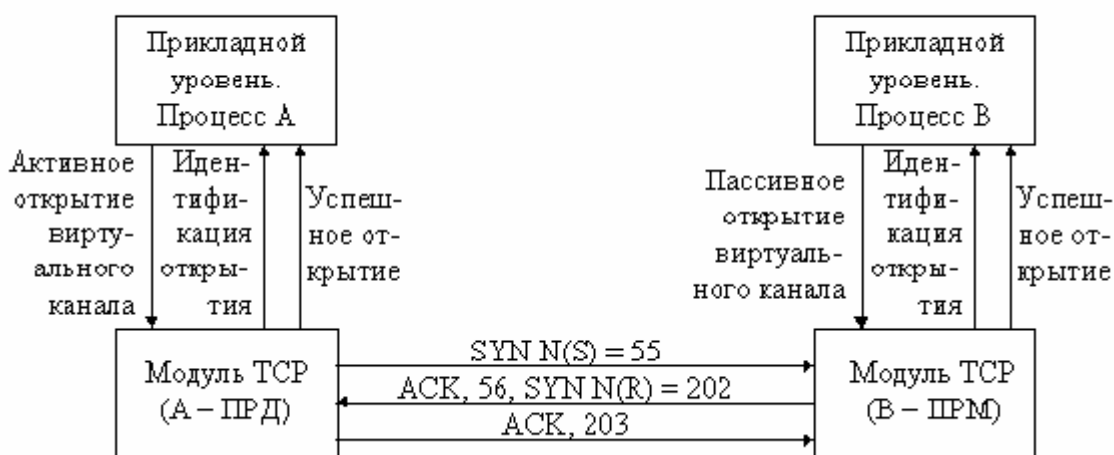 Прикладной
уровень.
Процесс А
Прикладной
уровень.
Процесс В
Активное
открытие
вирту-
ального
канала
Иден-
тифи-
кация
откры-
тия
Успеш-
ное от-
крытие
Пассивное
открытие
виртуаль-
ного канала
Иден-
тифи-
кация
откры-
тия
Успеш-
ное от-
крытие
Модуль ТСР
(А – ПРД)
SYN N(S) = 55
ACK, 56, SYN N(R) = 202
ACK, 203
Модуль ТСР
(В – ПРМ)